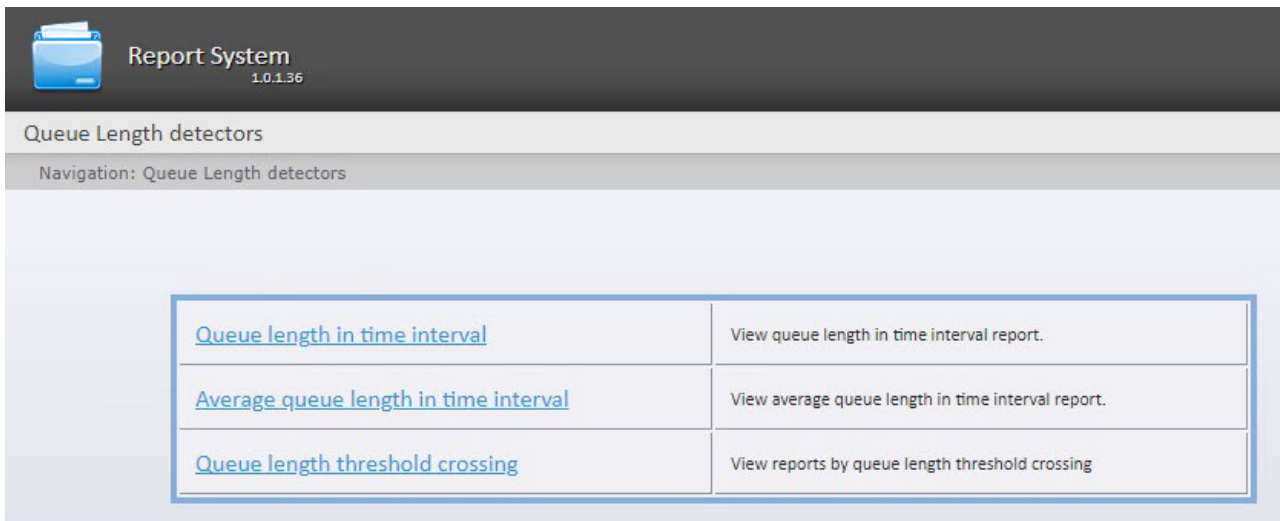 Report System
1.0.1.36
Queue Length detectors
Navigation: Queue Length detectors
Queue length in time interval
View queue length in time interval report.
Average queue length in time interval
View average queue length in time interval report.
Queue length threshold crossing
View reports by queue length threshold crossing